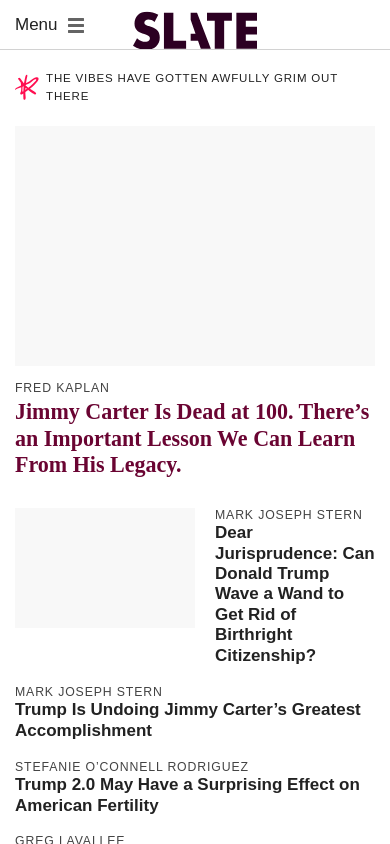 Menu
SLATE
THE VIBES HAVE GOTTEN AWFULLY GRIM OUT
THERE
FRED KAPLAN
Jimmy Carter Is Dead at 100. There’s
an Important Lesson We Can Learn
From His Legacy.
MARK JOSEPH STERN
Dear
Jurisprudence: Can
Donald Trump
Wave a Wand to
Get Rid of
Birthright
Citizenship?
MARK JOSEPH STERN
Trump Is Undoing Jimmy Carter’s Greatest
Accomplishment
STEFANIE O’CONNELL RODRIGUEZ
Trump 2.0 May Have a Surprising Effect on
American Fertility
GREG LAVALLEE